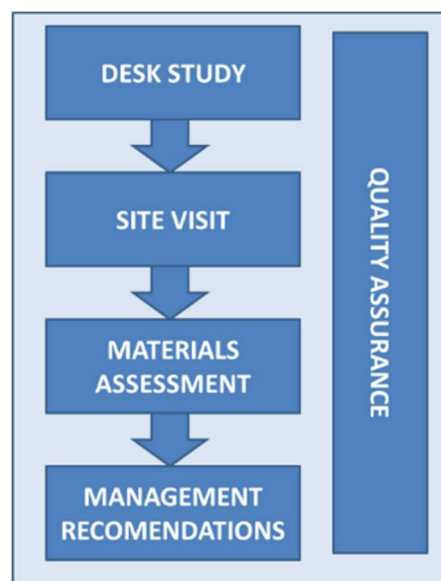 DESK STUDY
SITE VISIT
MATERIALS
ASSESSMENT
MANAGEMENT
RECOMENDATIONS
QUALITY ASSURANCE